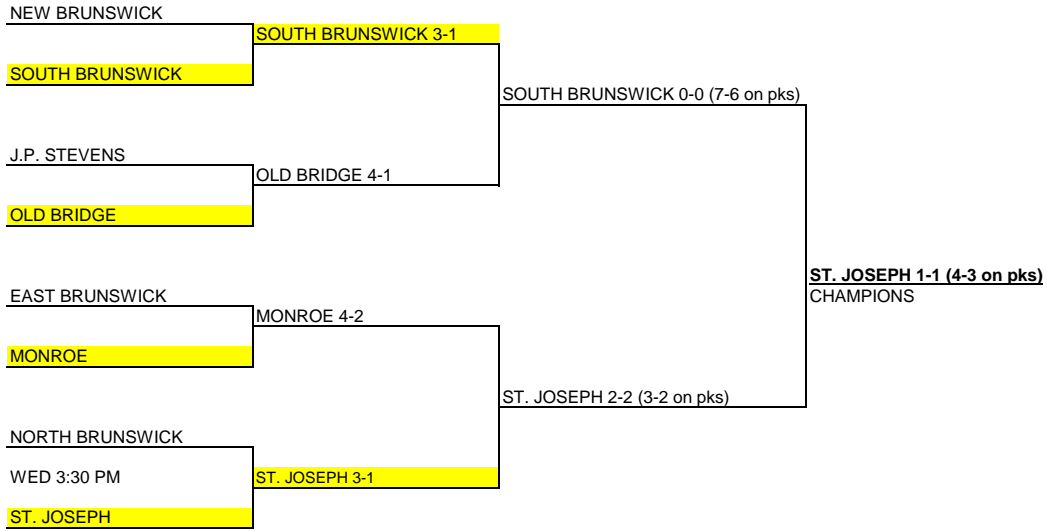 NEW BRUNSWICK
SOUTH BRUNSWICK 3-1
SOUTH BRUNSWICK
SOUTH BRUNSWICK 0-0 (7-6 on pks)
J.P. STEVENS
OLD BRIDGE 4-1
OLD BRIDGE
ST. JOSEPH 1-1 (4-3 on pks)
CHAMPIONS
EAST BRUNSWICK
MONROE 4-2
MONROE
ST. JOSEPH 2-2 (3-2 on pks)
NORTH BRUNSWICK
WED 3:30 PM
ST. JOSEPH 3-1
ST. JOSEPH